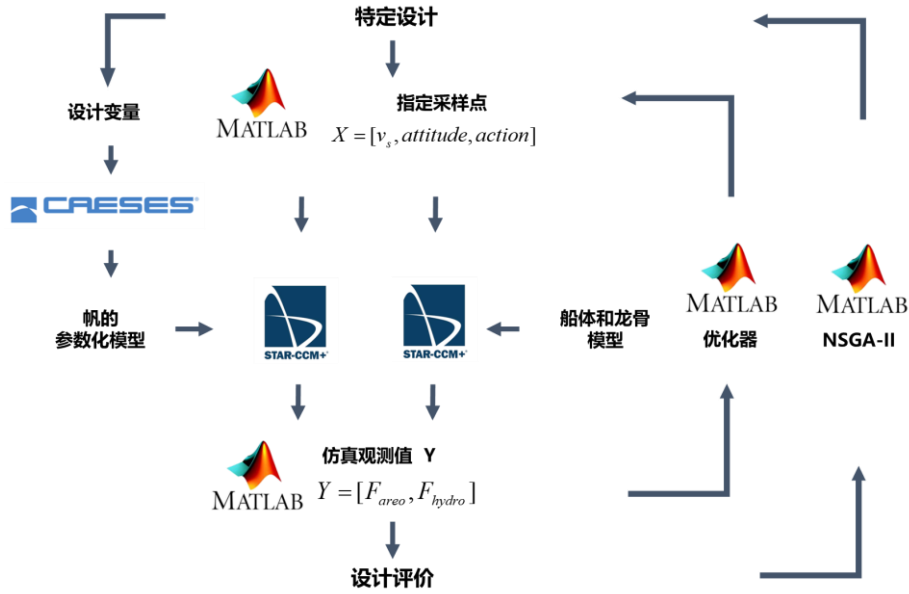 特定设计
设计变量
MATLAB
指定采样点
X = [v_s, attitude, action]
CAESES®
帆的
参数化模型
STAR-CCM+
STAR-CCM+
船体和龙骨
模型
MATLAB
优化器
MATLAB
NSGA-II
MATLAB
仿真观测值 Y
Y = [F_areo, F_hydro]
设计评价